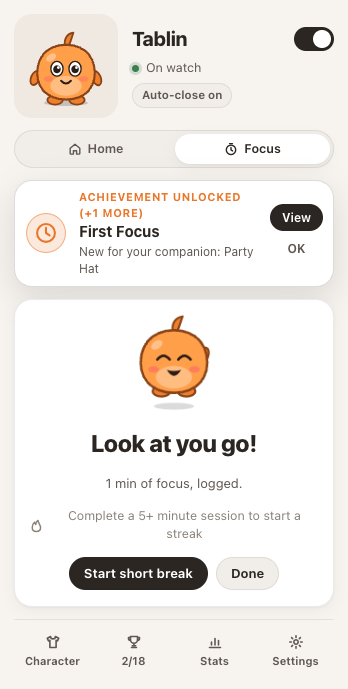 Tablin
On watch
Auto-close on
Home
Focus
ACHIEVEMENT UNLOCKED
(+1 MORE)
First Focus
New for your companion: Party
Hat
View
OK
Look at you go!
1 min of focus, logged.
Complete a 5+ minute session to start a
streak
Start short break
Done
Character
2/18
Stats
Settings